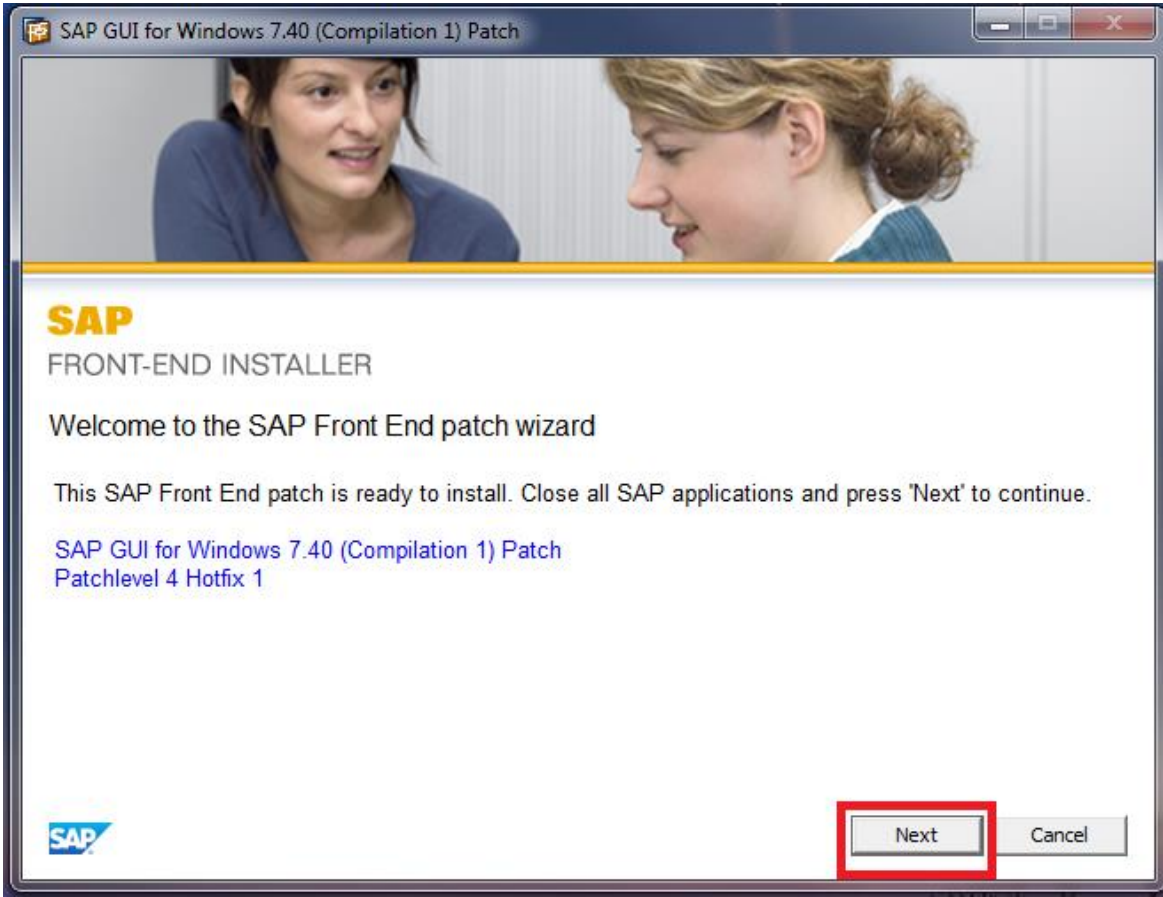 SAP GUI for Windows 7.40 (Compilation 1) Patch
SAP
FRONT-END INSTALLER
Welcome to the SAP Front End patch wizard
This SAP Front End patch is ready to install. Close all SAP applications and press 'Next' to continue.
SAP GUI for Windows 7.40 (Compilation 1) Patch
Patchlevel 4 Hotfix 1
SAP
Next
Cancel